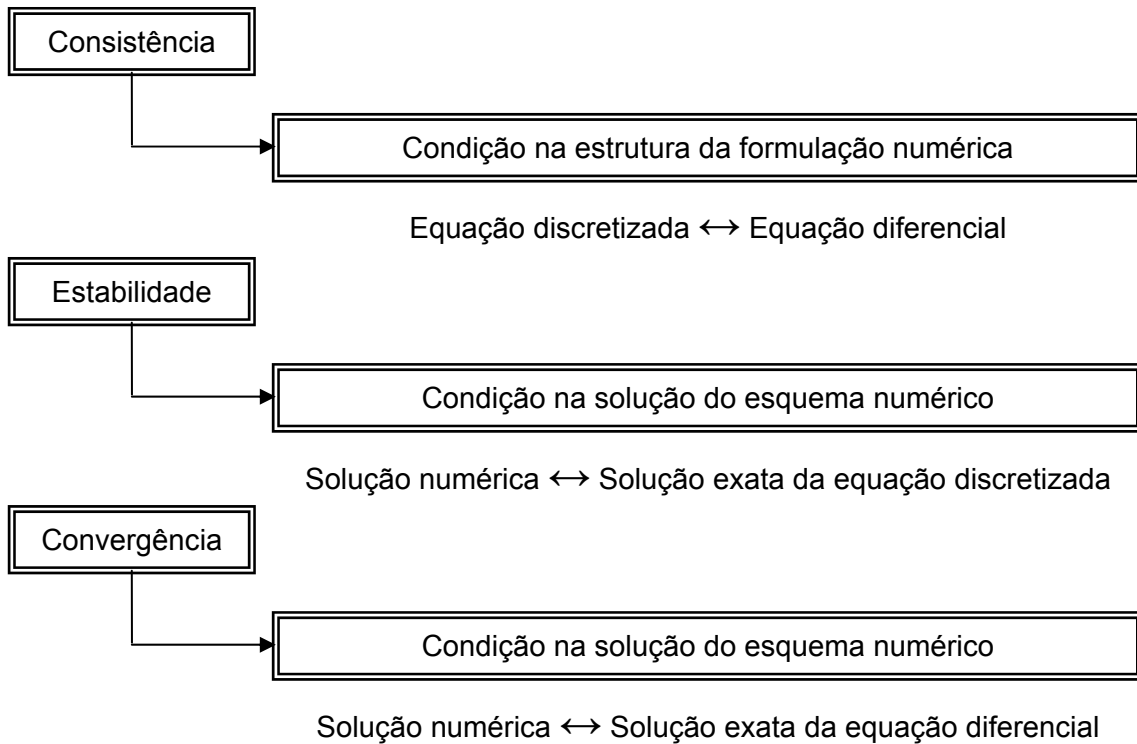 Consistência
Condição na estrutura da formulação numérica
Equação discretizada ↔ Equação diferencial
Estabilidade
Condição na solução do esquema numérico
Solução numérica ↔ Solução exata da equação discretizada
Convergência
Condição na solução do esquema numérico
Solução numérica ↔ Solução exata da equação diferencial